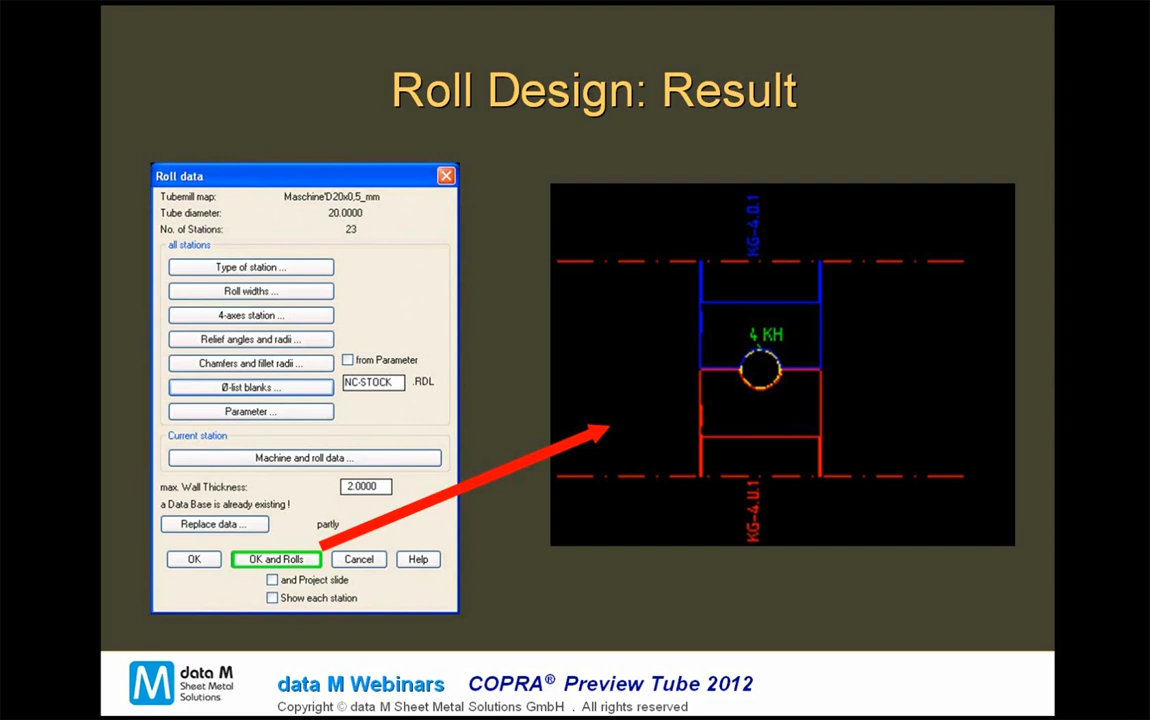 Roll Design: Result
Roll data
Tubemill map: Maschine'D20x0,5_mm
Tube diameter: 20.0000
No. of Stations: 23
all stations
Type of station ...
Roll widths ...
4-axes station ...
Relief angles and radii ...
Chamfers and fillet radii ...
from Parameter
Ø-list blanks ...
NC-STOCK .RDL
Parameter ...
Current station
Machine and roll data ...
max. Wall Thickness: 2.0000
a Data Base is already existing !
Replace data ... partly
OK OK and Rolls Cancel Help
and Project slide
Show each station
KG-4.O.1
4 KH
KG-4.U.1
data M
Sheet Metal
Solutions
data M Webinars COPRA® Preview Tube 2012
Copyright © data M Sheet Metal Solutions GmbH . All rights reserved